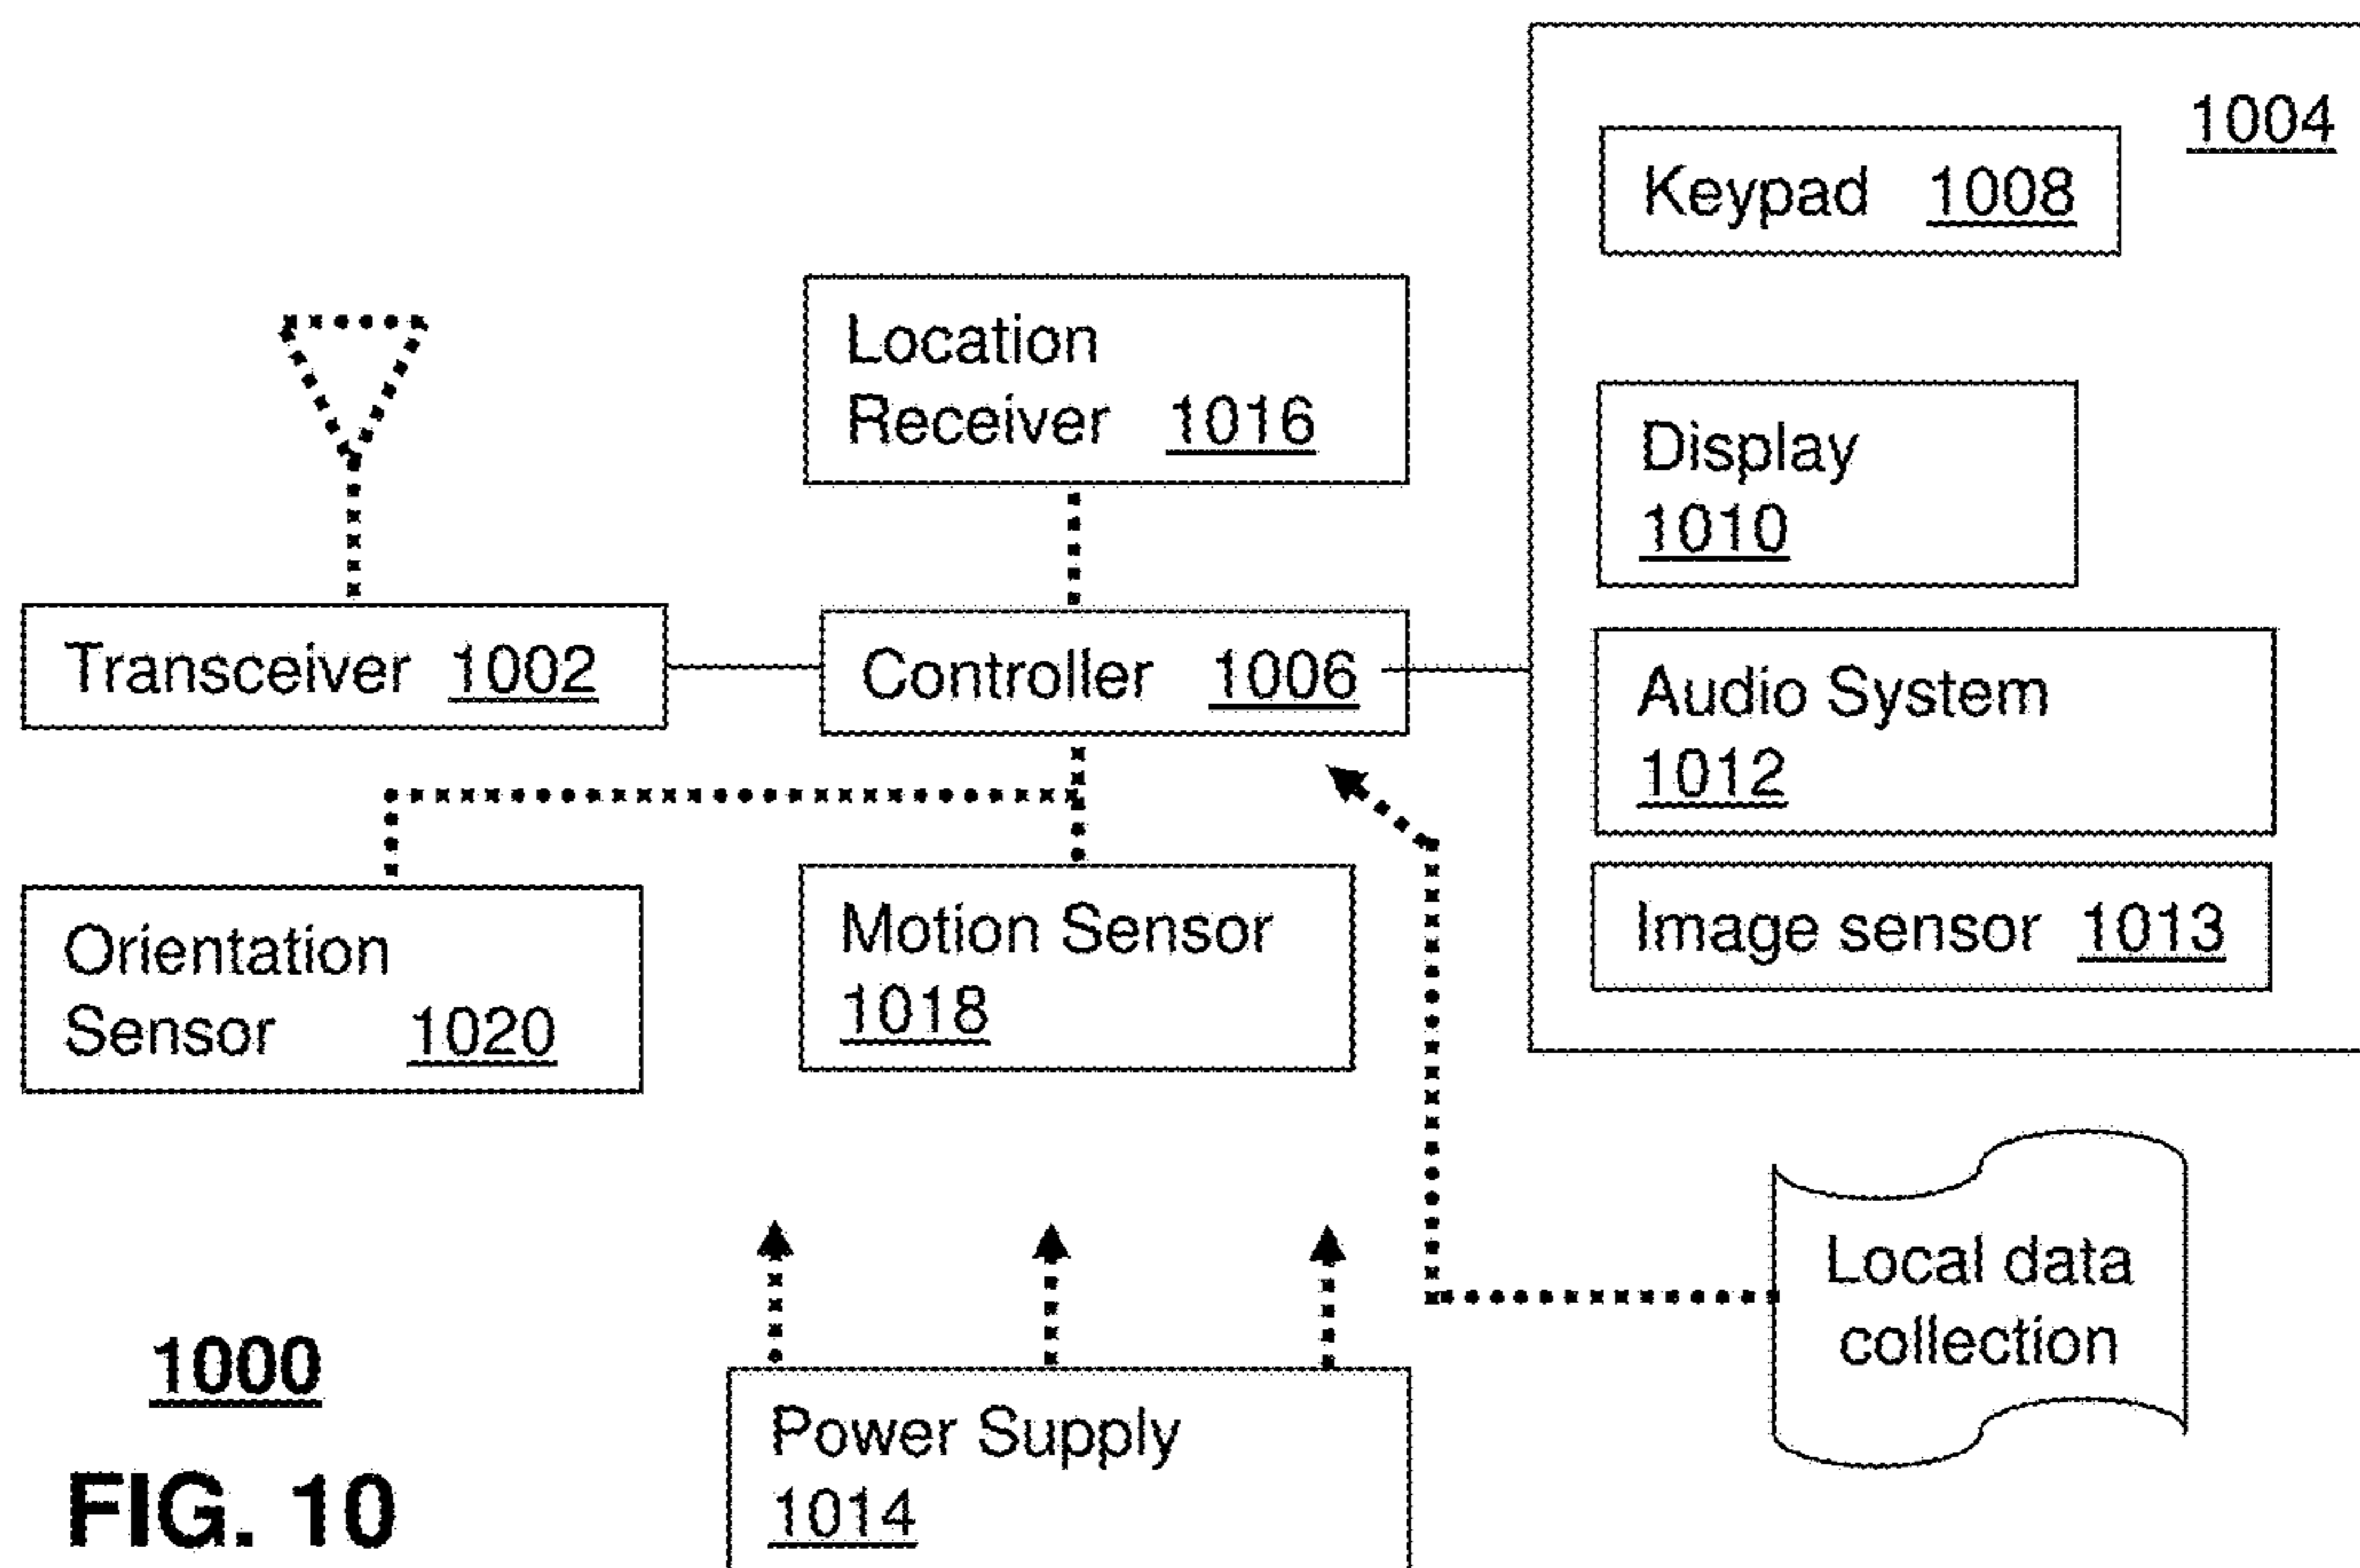 1004
Keypad 1008
Location
Receiver 1016
Display
1010
Transceiver 1002
Controller 1006
Audio System
1012
Image sensor 1013
Orientation
Sensor 1020
Motion Sensor
1018
Local data
collection
Power Supply
1014
1000
FIG. 10